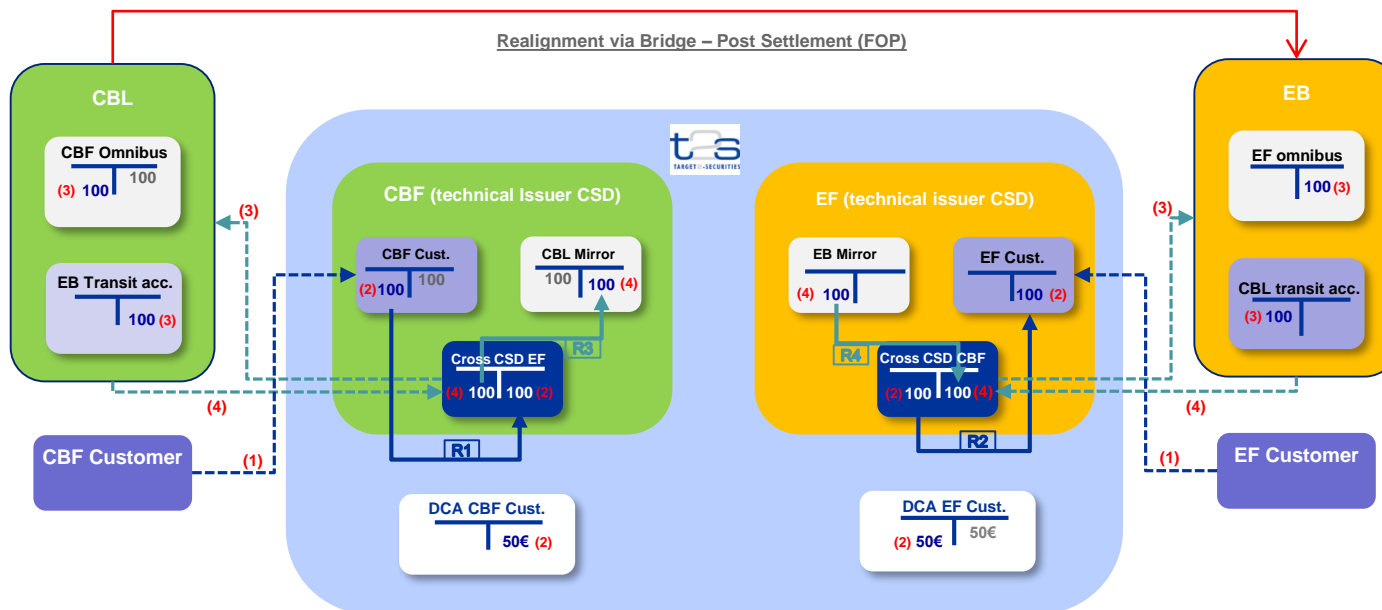 Realignment via Bridge – Post Settlement (FOP)
CBL
CBF Omnibus
100
(3) 100
EB Transit acc.
100 (3)
EB
EF omnibus
100 (3)
CBL transit acc.
(3) 100
t2s
TARGET2-SECURITIES
CBF (technical Issuer CSD)
CBF Cust.
100
(2) 100
CBL Mirror
100
100 (4)
R3
Cross CSD EF
(4) 100 100 (2)
R1
EF (technical issuer CSD)
EB Mirror
(4) 100
EF Cust.
100 (2)
R4
Cross CSD CBF
(2) 100 100 (4)
R2
(3)
(3)
(4)
(4)
CBF Customer
(1)
(1)
EF Customer
DCA CBF Cust.
50€ (2)
DCA EF Cust.
50€
(2) 50€